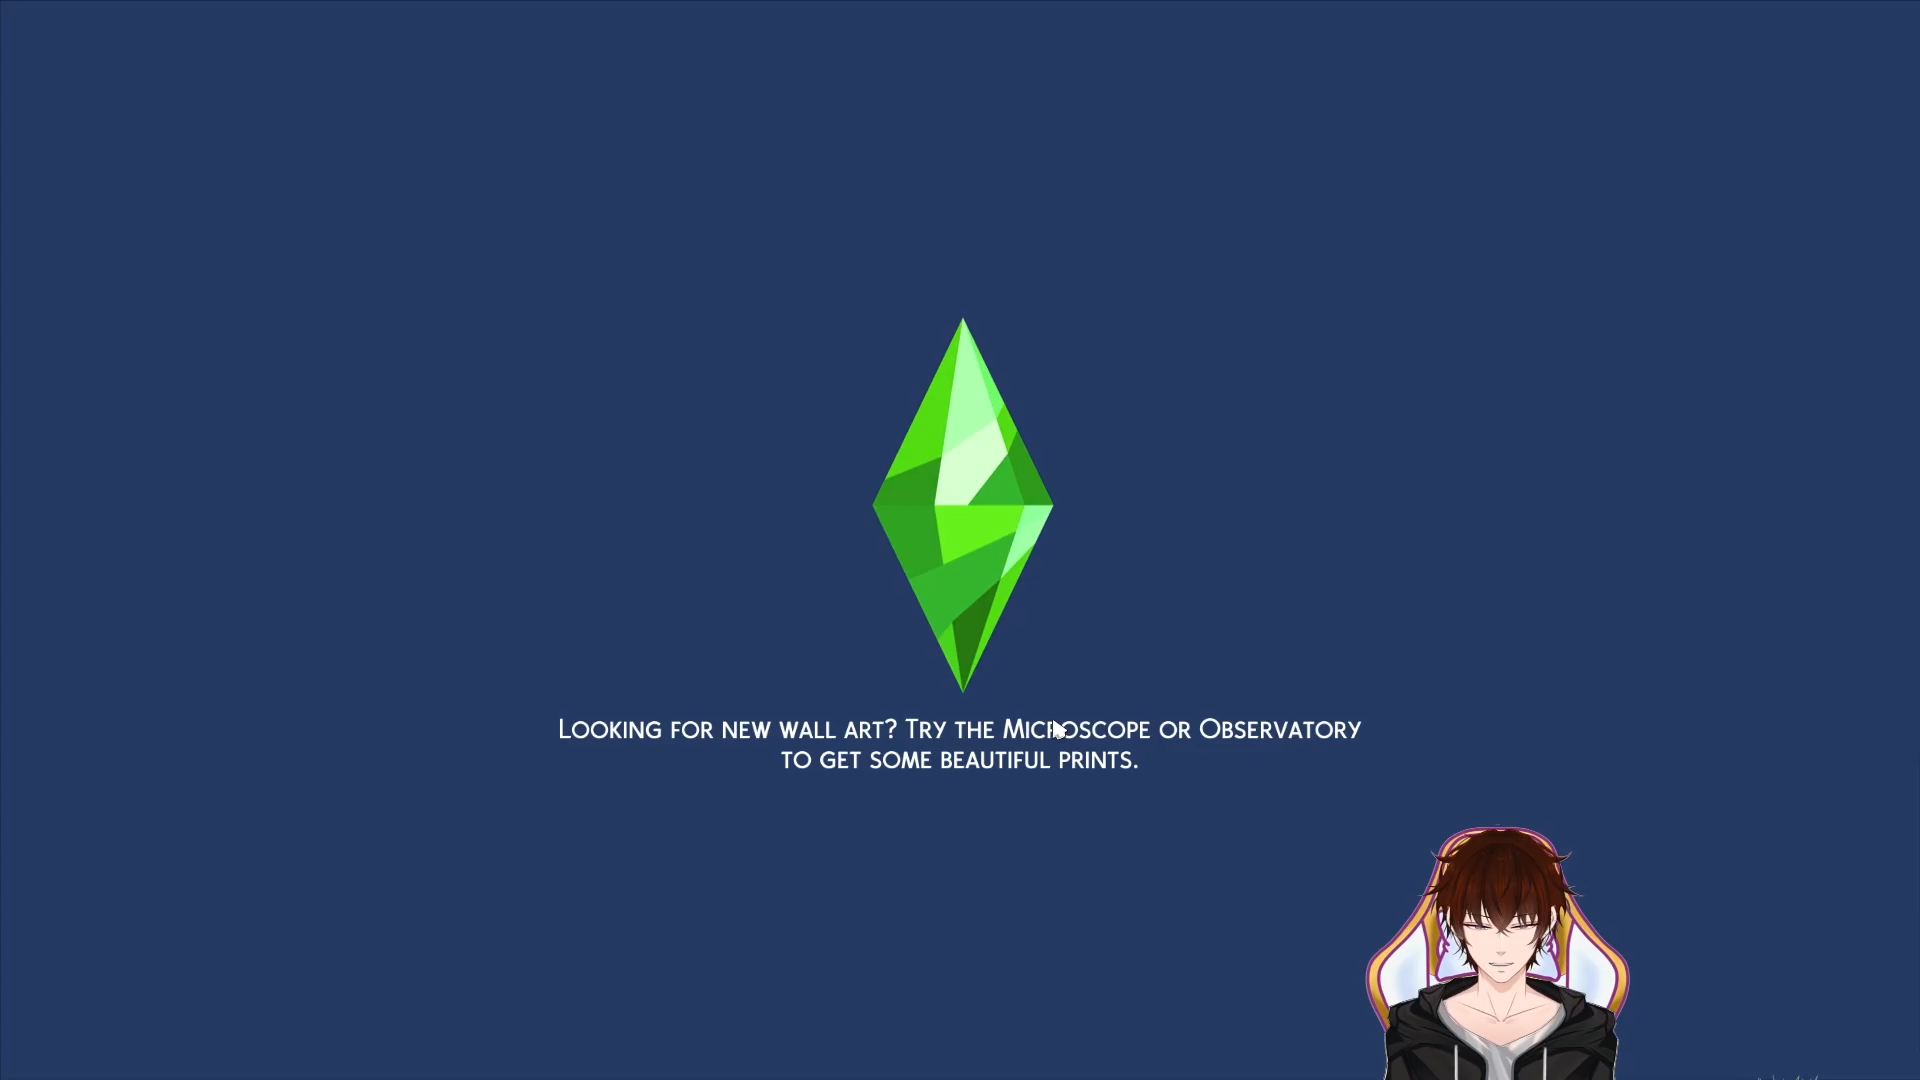 Looking for new wall art? Try the Microscope or Observatory
to get some beautiful prints.